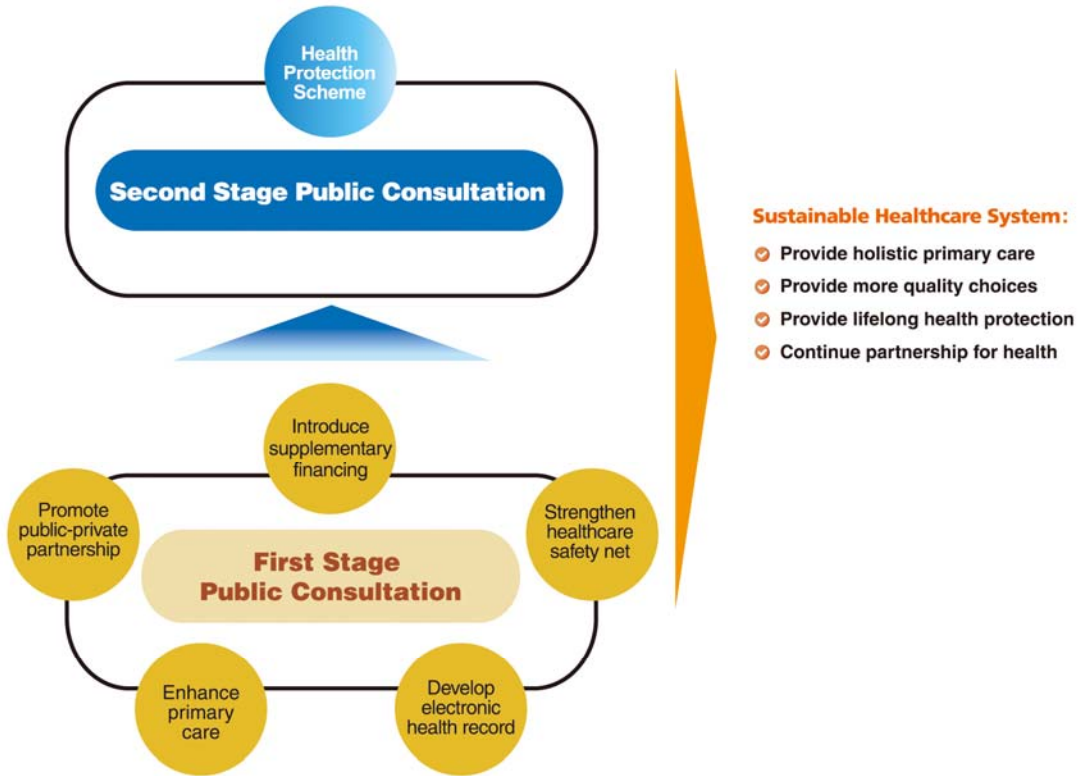 Health
Protection
Scheme
Second Stage Public Consultation
Sustainable Healthcare System:
Provide holistic primary care
Provide more quality choices
Provide lifelong health protection
Continue partnership for health
Introduce
supplementary
financing
Promote
public-private
partnership
Strengthen
healthcare
safety net
First Stage
Public Consultation
Enhance
primary
care
Develop
electronic
health record